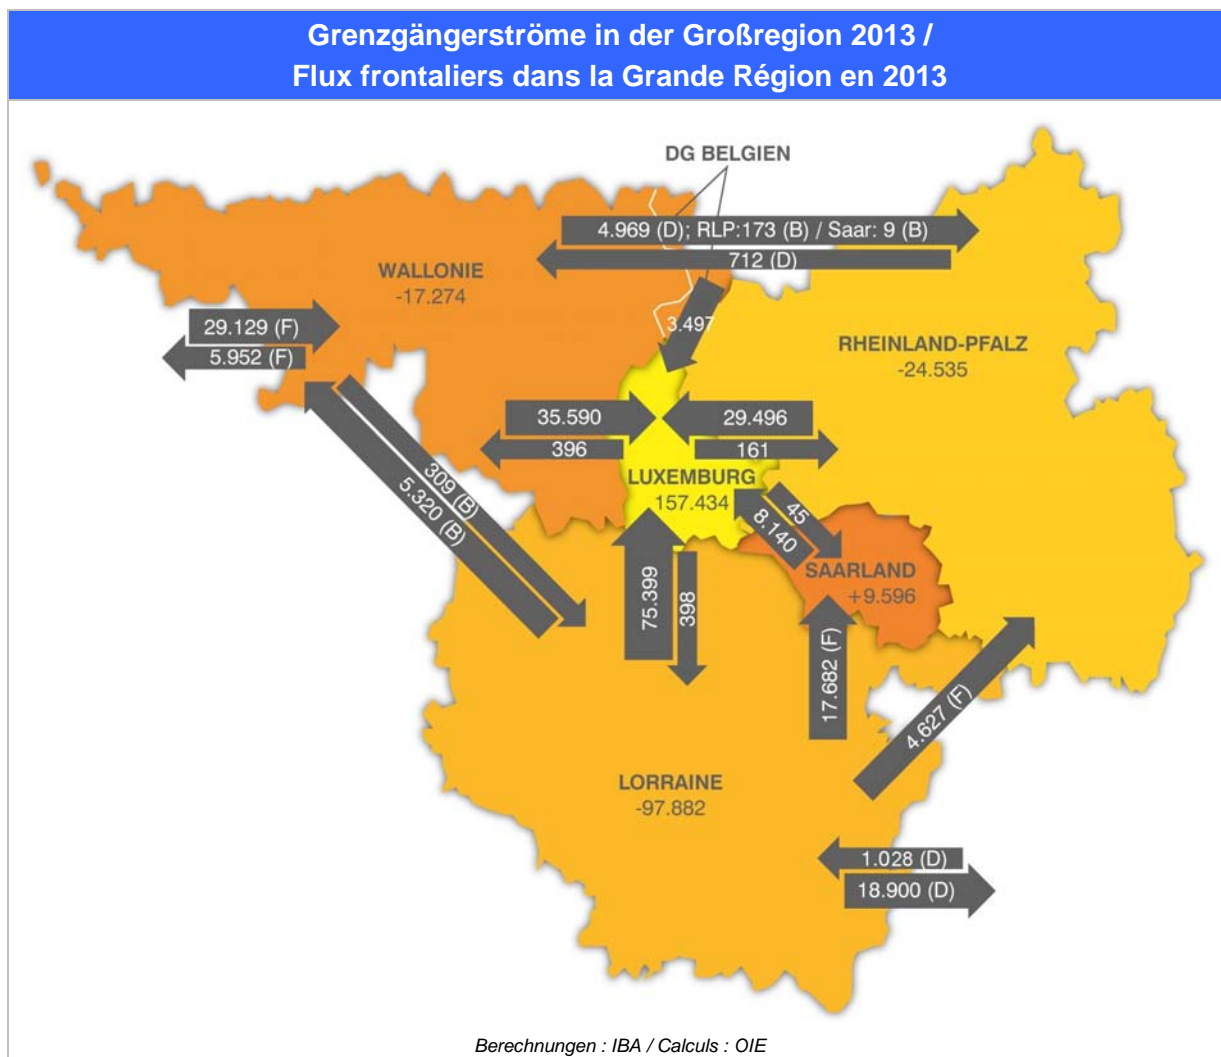 Grenzgängerströme in der Großregion 2013 /
Flux frontaliers dans la Grande Région en 2013
DG BELGIEN
4.969 (D); RLP:173 (B) / Saar: 9 (B)
712 (D)
WALLONIE
-17.274
3.497
29.129 (F)
5.952 (F)
RHEINLAND-PFALZ
-24.535
35.590
29.496
396
161
LUXEMBURG
157.434
309 (B)
5.320 (B)
45
8.140
SAARLAND
+9.596
75.399
398
17.682 (F)
4.627 (F)
LORRAINE
-97.882
1.028 (D)
18.900 (D)
Berechnungen : IBA / Calculs : OIE